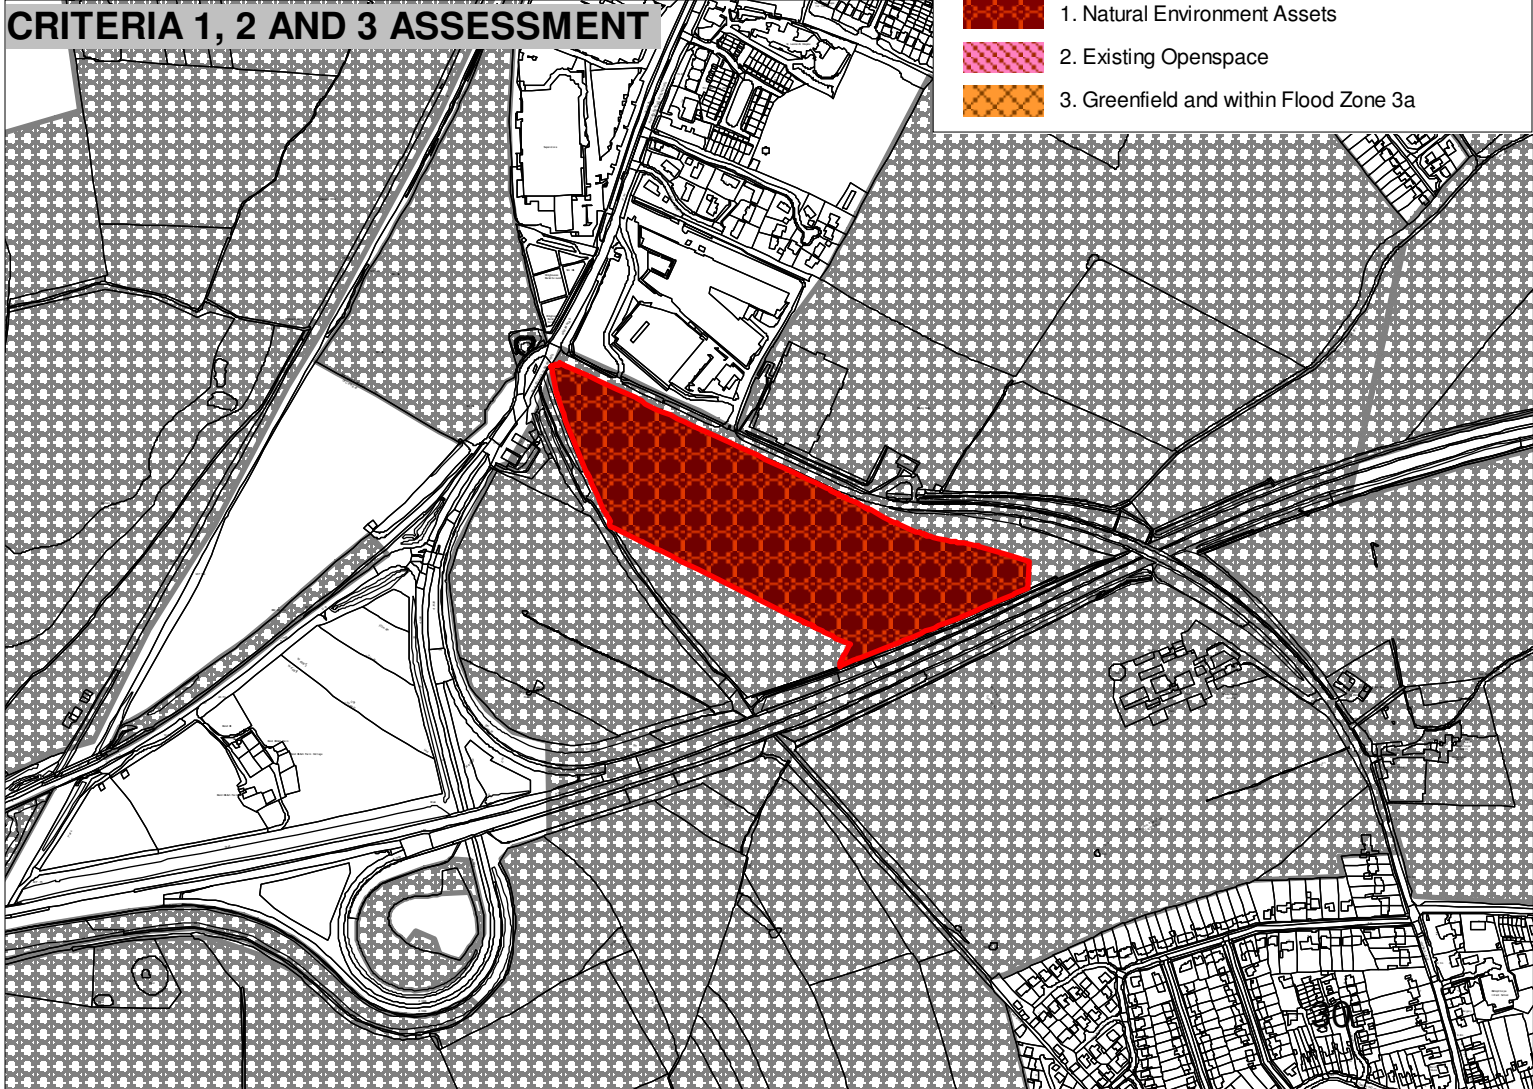 CRITERIA 1, 2 AND 3 ASSESSMENT
1. Natural Environment Assets
2. Existing Openspace
3. Greenfield and within Flood Zone 3a
30